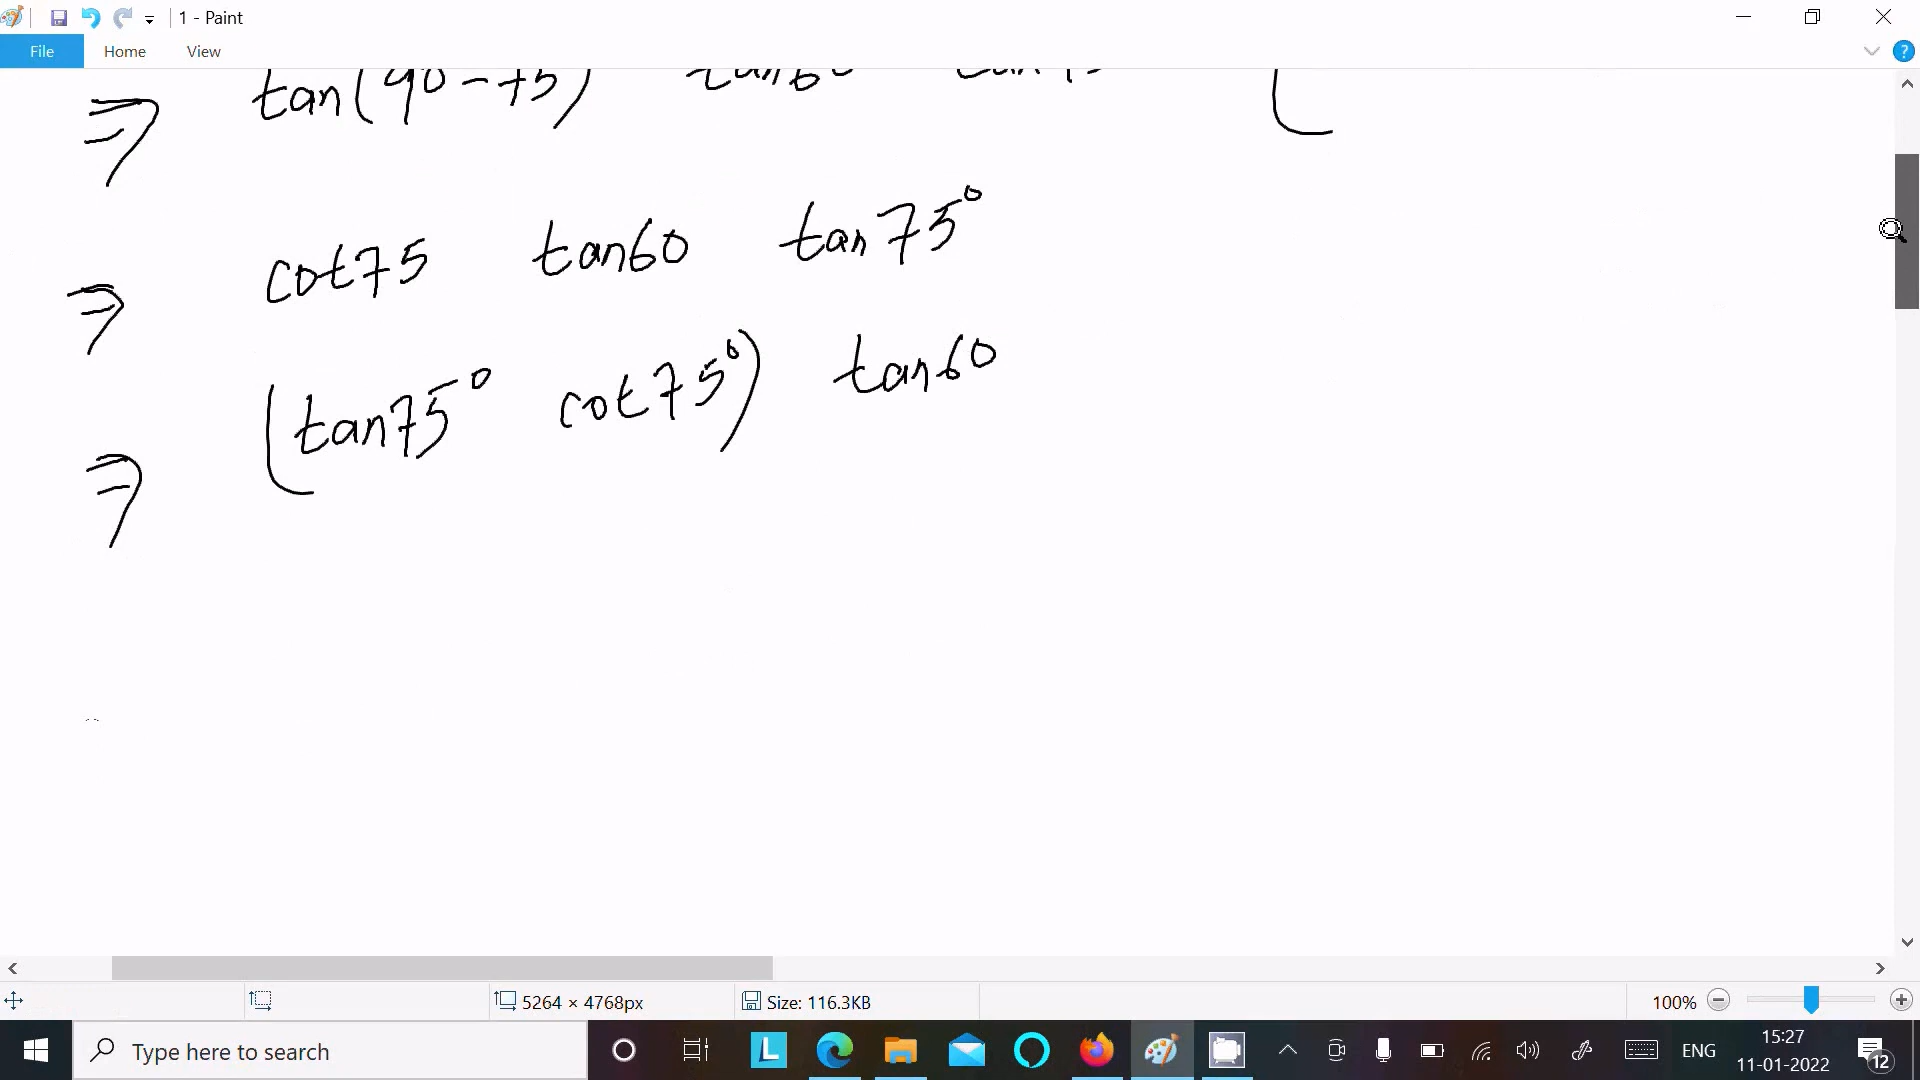 1 - Paint
File Home View
⇒ tan(90-75) tan60
⇒ cot75 tan60 tan75°
⇒ (tan75° cot75°) tan60
5264 × 4768px Size: 116.3KB 100%
Type here to search
L
ENG
15:27
11-01-2022
12